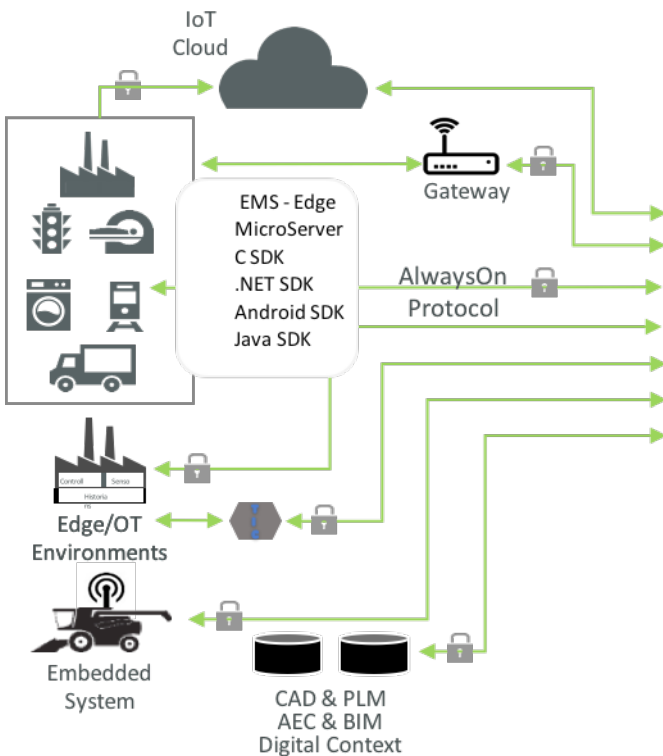 IoT
Cloud
Gateway
EMS - Edge
MicroServer
C SDK
.NET SDK
Android SDK
Java SDK
AlwaysOn
Protocol
Controll
Senso
Historia
ns
Edge/OT
Environments
Embedded
System
CAD & PLM
AEC & BIM
Digital Context